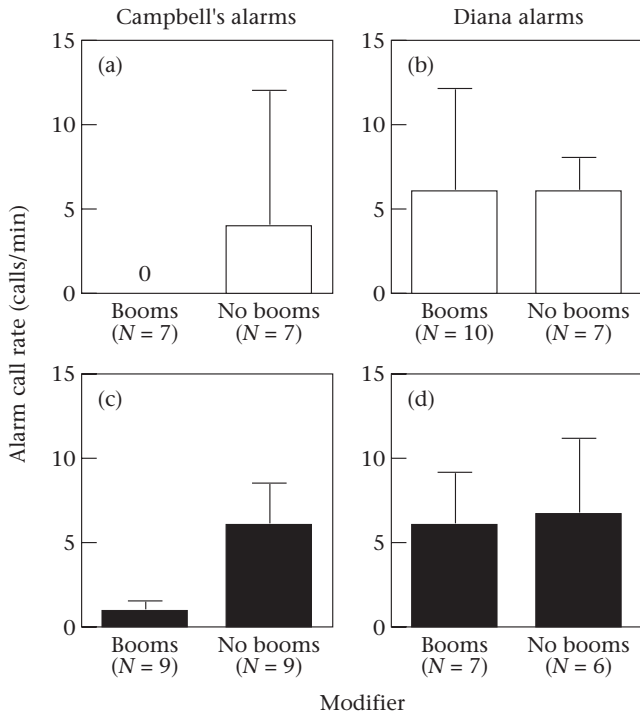 Campbell's alarms
Diana alarms
15
(a)
10
5
0
0
Booms
(N = 7)
No booms
(N = 7)
15
(b)
10
5
0
Booms
(N = 10)
No booms
(N = 7)
Alarm call rate (calls/min)
15
(c)
10
5
0
Booms
(N = 9)
No booms
(N = 9)
15
(d)
10
5
0
Booms
(N = 7)
No booms
(N = 6)
Modifier